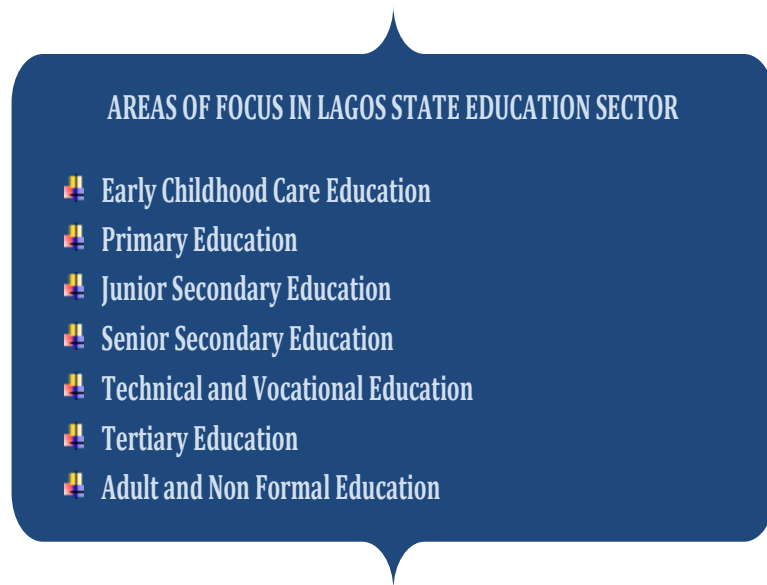 AREAS OF FOCUS IN LAGOS STATE EDUCATION SECTOR
Early Childhood Care Education
Primary Education
Junior Secondary Education
Senior Secondary Education
Technical and Vocational Education
Tertiary Education
Adult and Non Formal Education